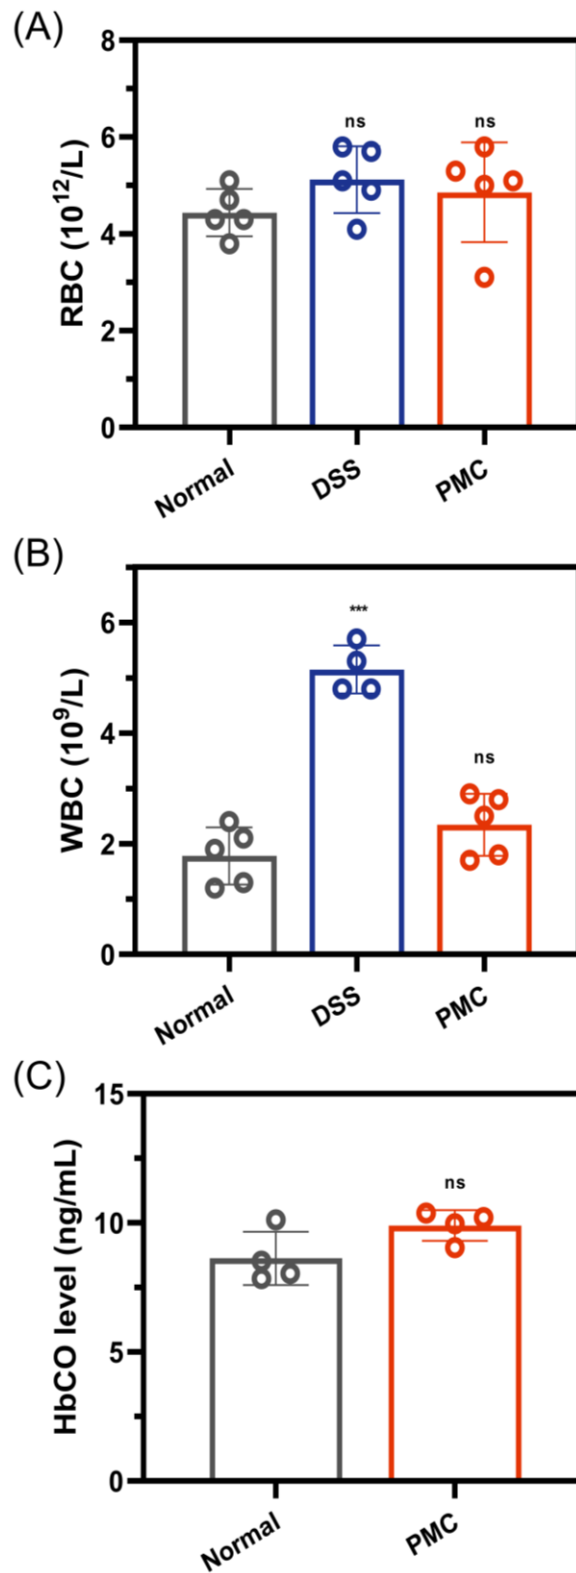 (A)
8
6
4
2
0
RBC (10¹²/L)
ns
ns
Normal
DSS
PMC
(B)
6
4
2
0
WBC (10⁹/L)
***
ns
Normal
DSS
PMC
(C)
15
10
5
0
HbCO level (ng/mL)
ns
Normal
PMC